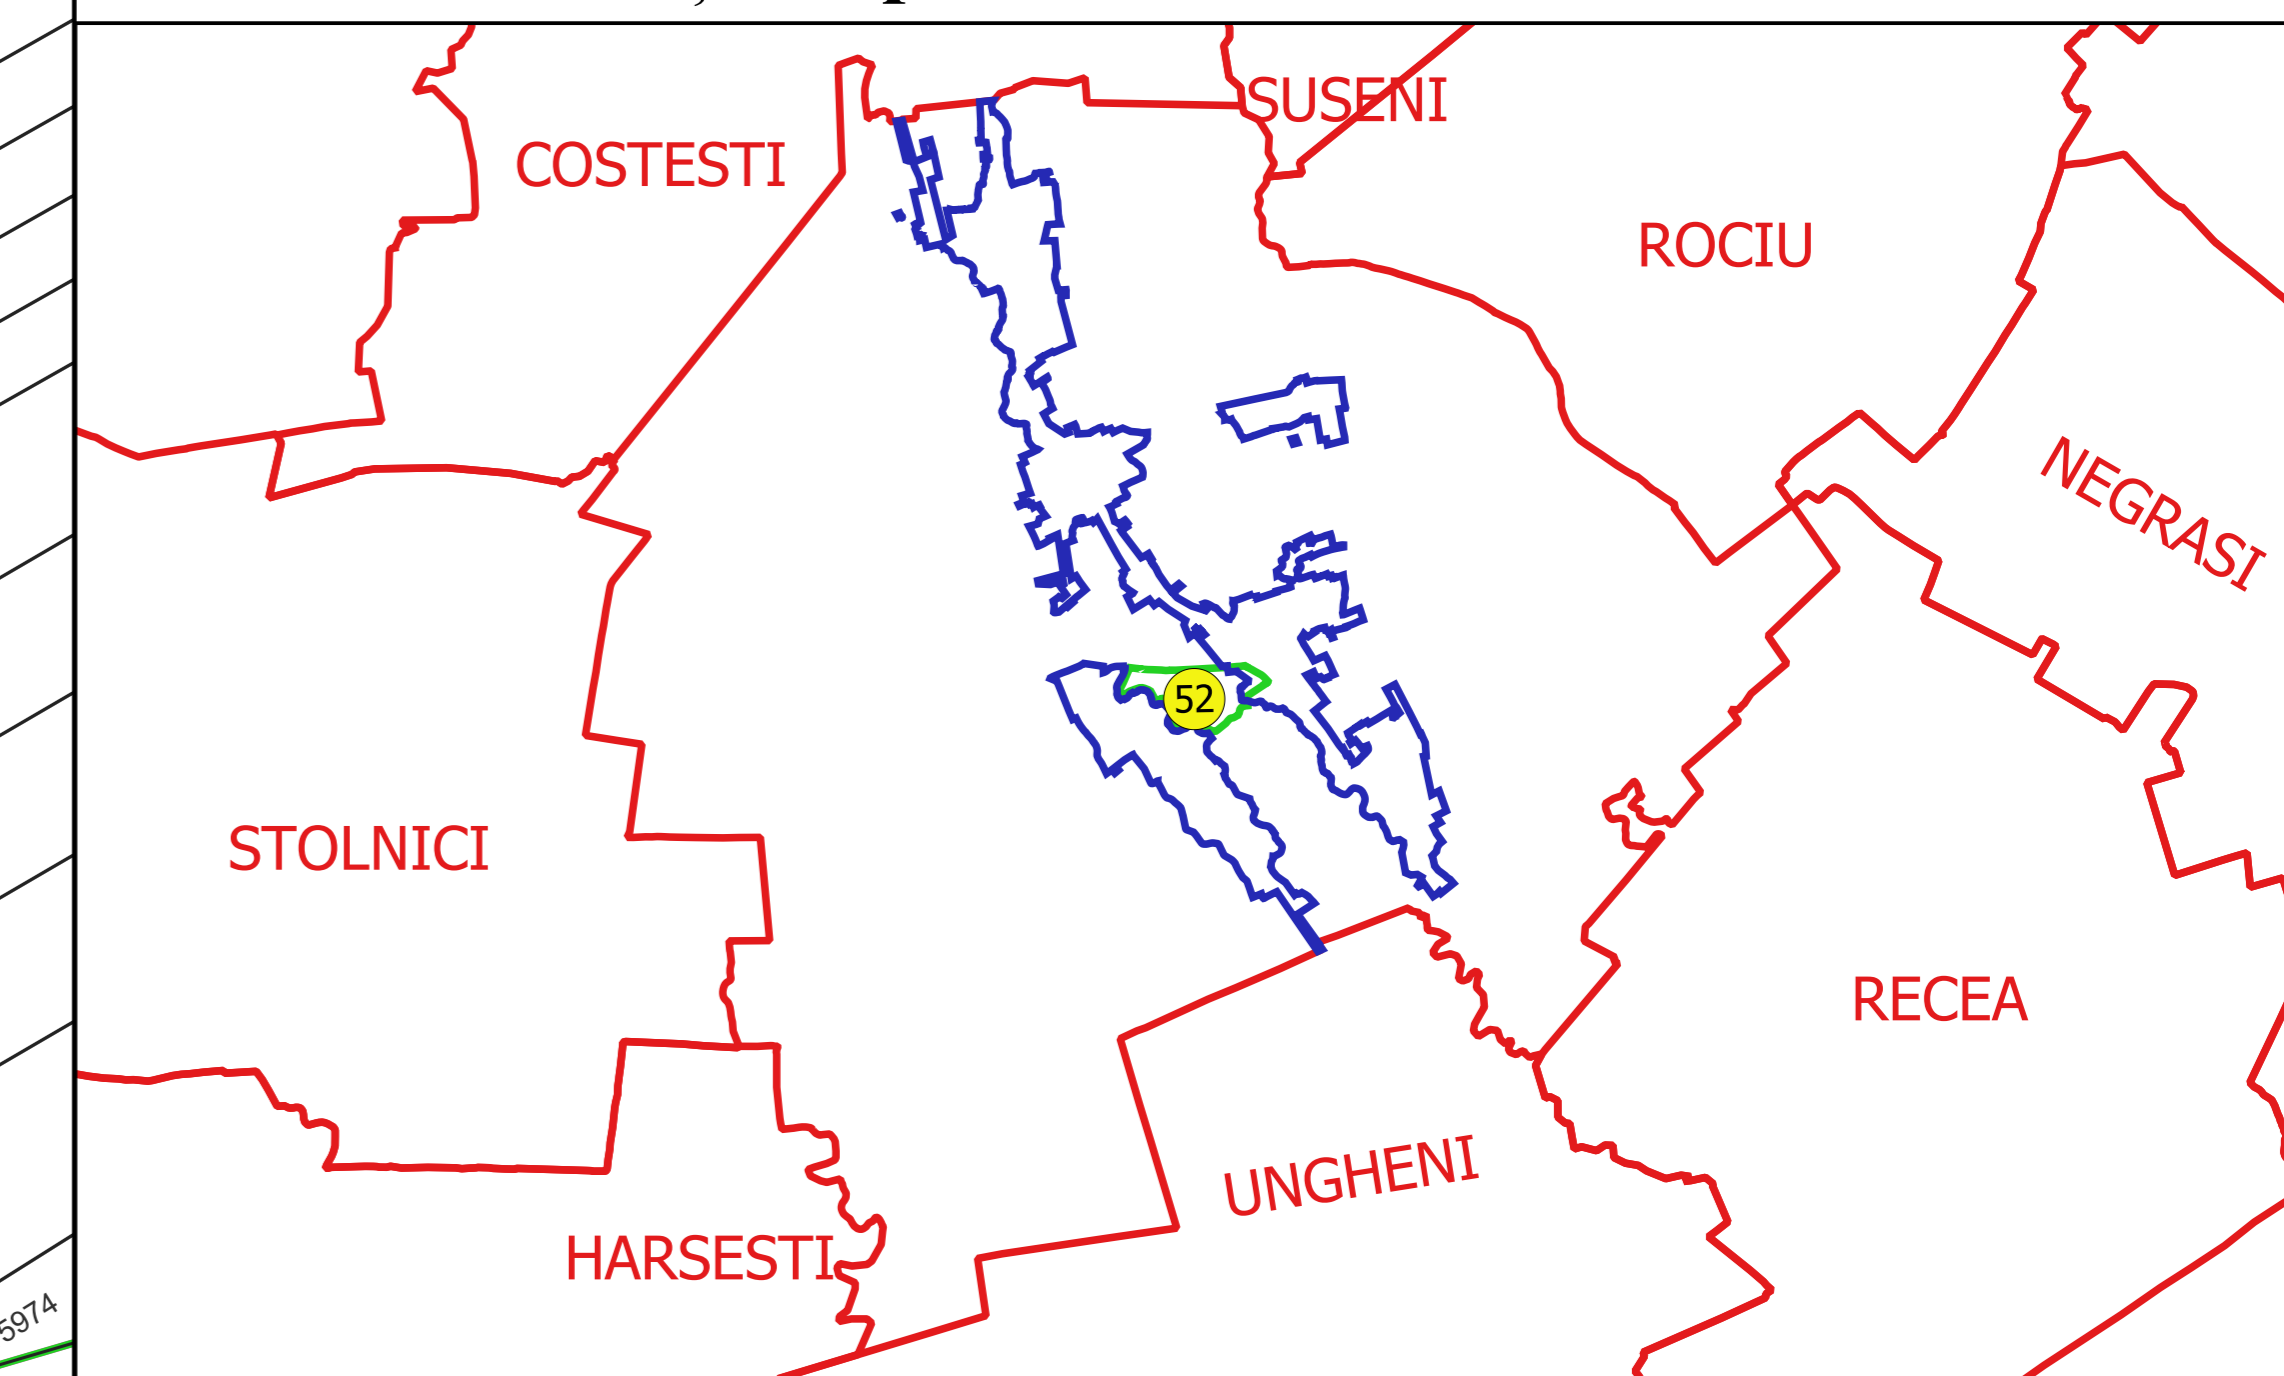 SUSENI
COSTESTI
ROCIU
NEGRASI
52
STOLNICI
RECEA
UNGHENI
HARSESTI
5974